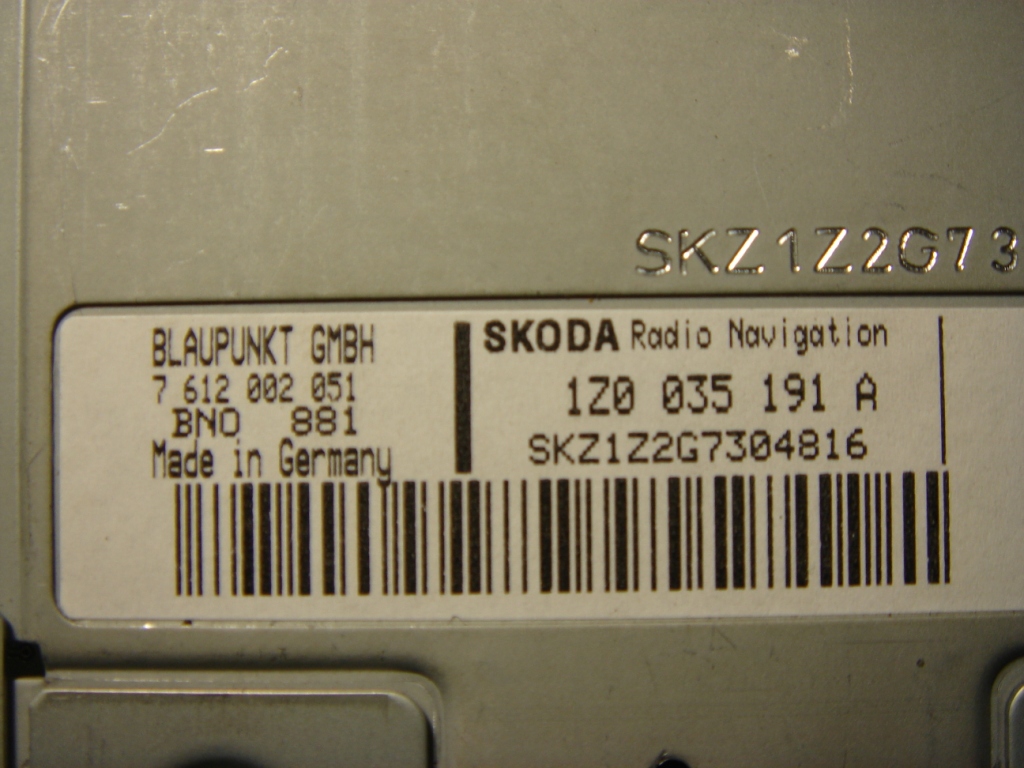 SKZ1Z2G73
BLAUPUNKT GMBH
7 612 002 051
BNO 881
Made in Germany
SKODA Radio Navigation
1Z0 035 191 A
SKZ1Z2G7304816